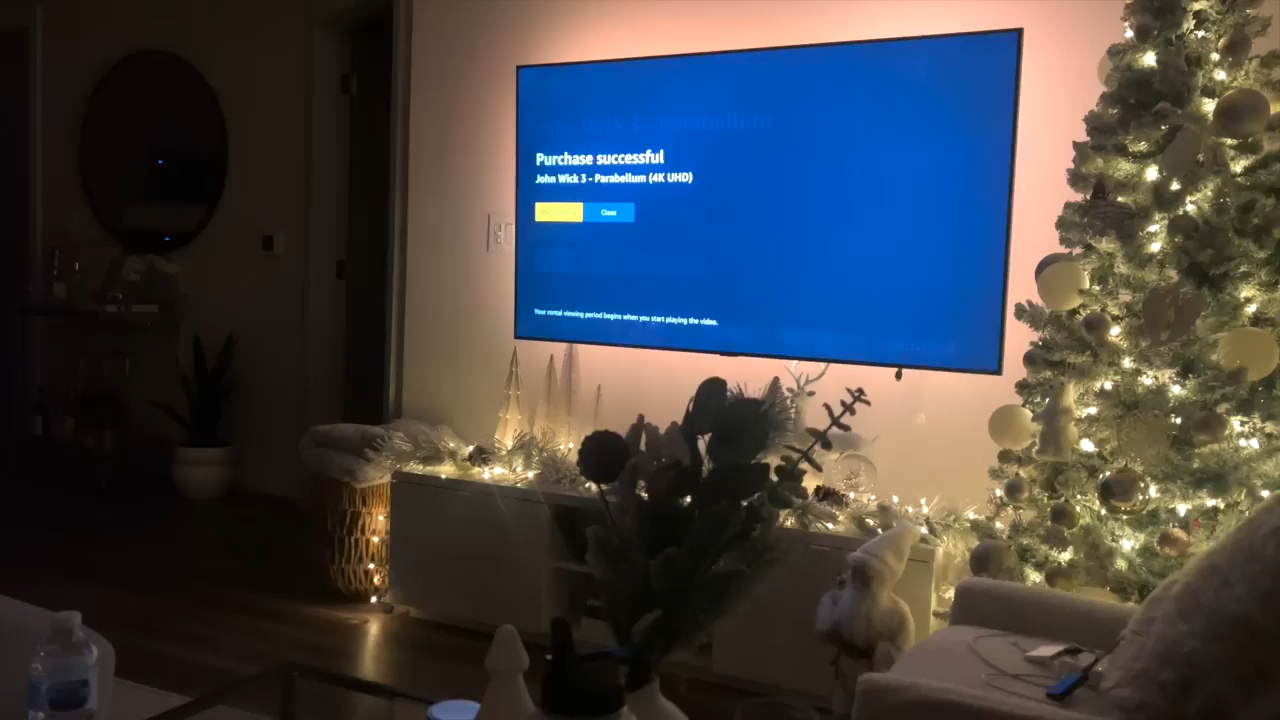 Purchase successful
John Wick 3 - Parabellum (4K UHD)
Close
Your rental viewing period begins when you start playing the video.